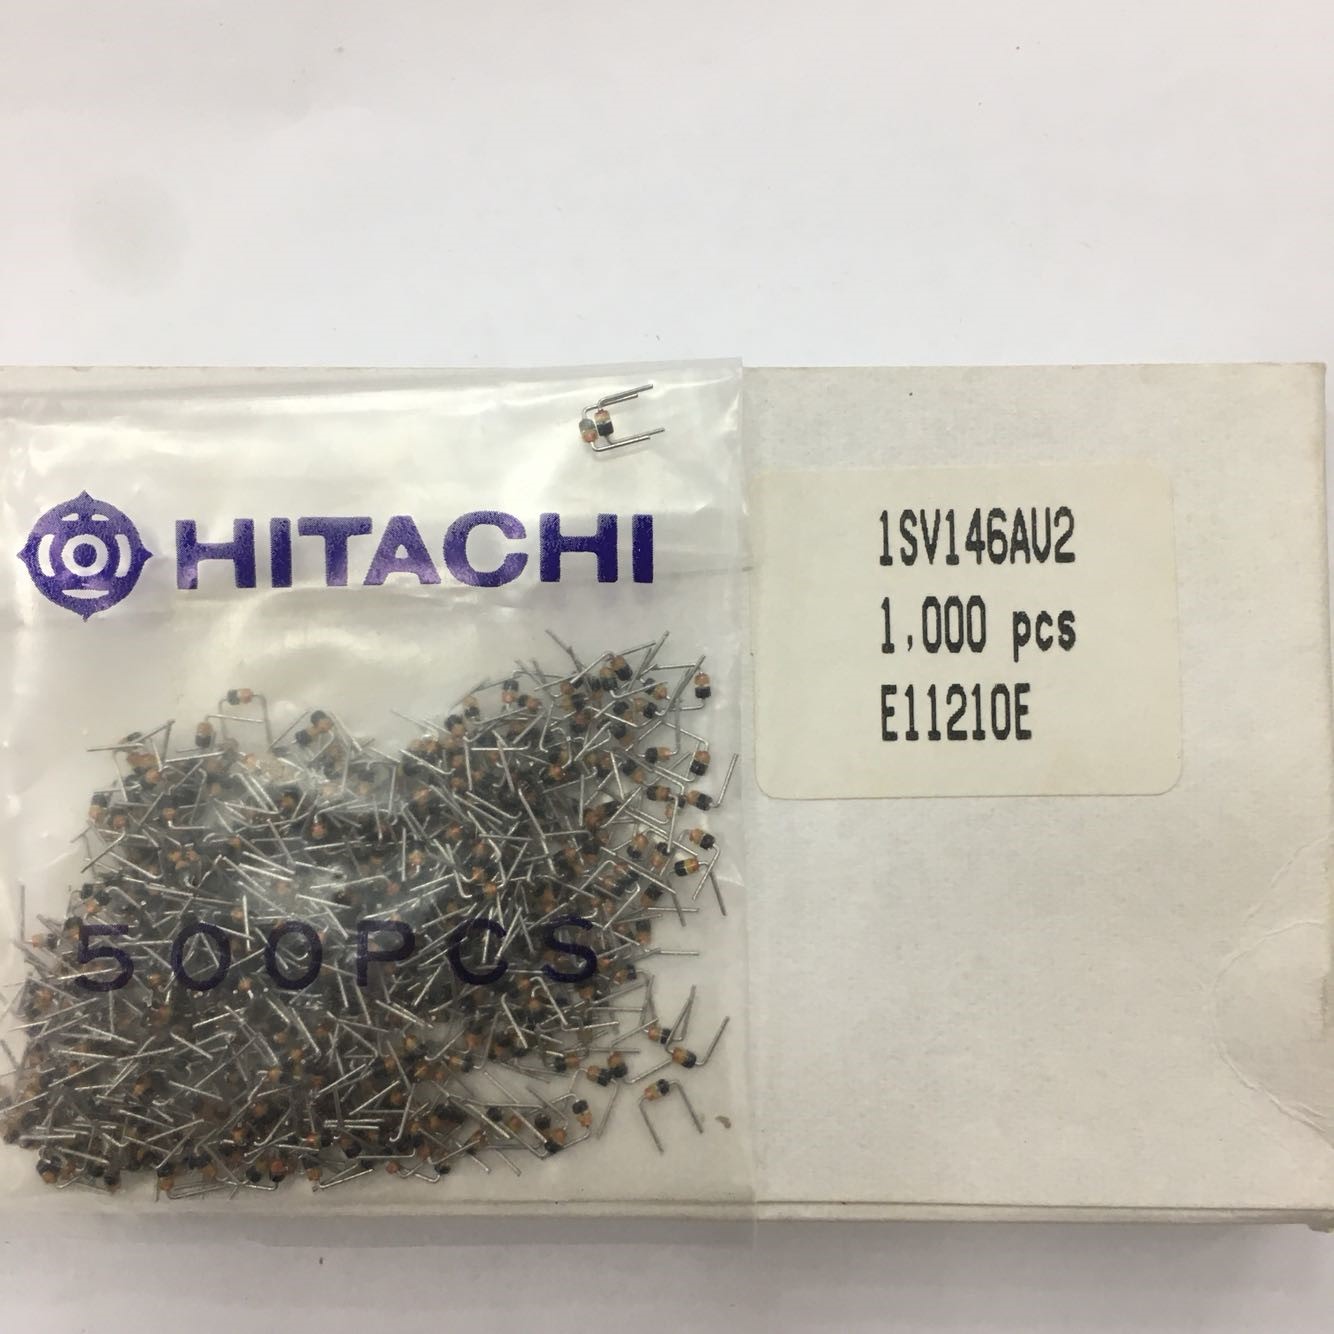 HITACHI
500PCS
1SV146AU2
1,000 pcs
E11210E